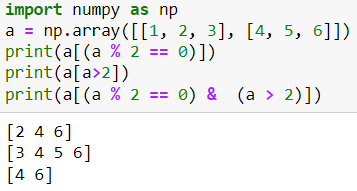 import numpy as np
a = np.array([[1, 2, 3], [4, 5, 6]])
print(a[(a % 2 == 0)])
print(a[a>2])
print(a[(a % 2 == 0) &  (a > 2)])
[2 4 6]
[3 4 5 6]
[4 6]